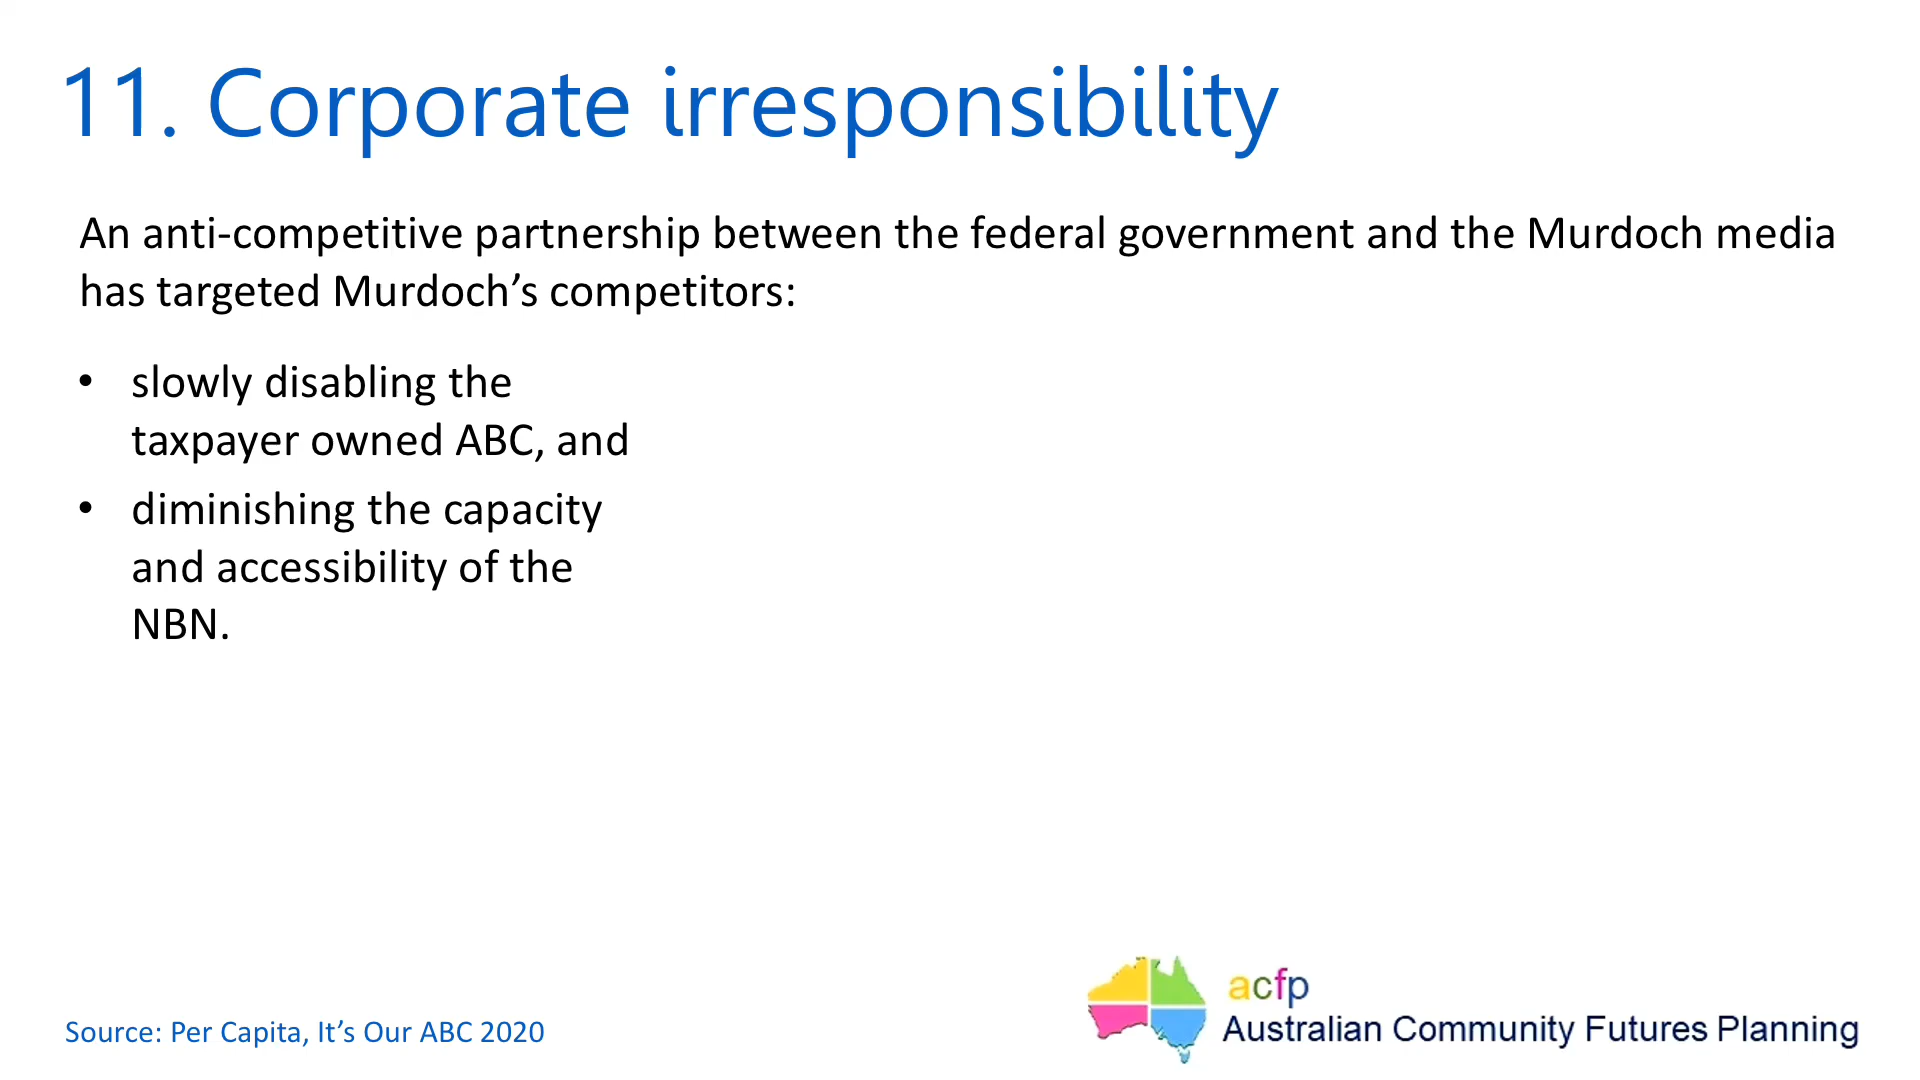 11. Corporate irresponsibility
An anti-competitive partnership between the federal government and the Murdoch media
has targeted Murdoch’s competitors:
• slowly disabling the
taxpayer owned ABC, and
• diminishing the capacity
and accessibility of the
NBN.
Source: Per Capita, It’s Our ABC 2020
acfp
Australian Community Futures Planning